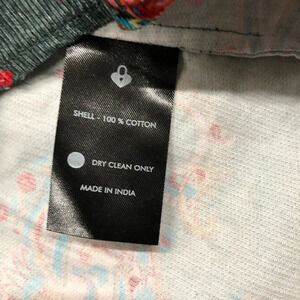 SHELL - 100 % COTTON
DRY CLEAN ONLY
MADE IN INDIA